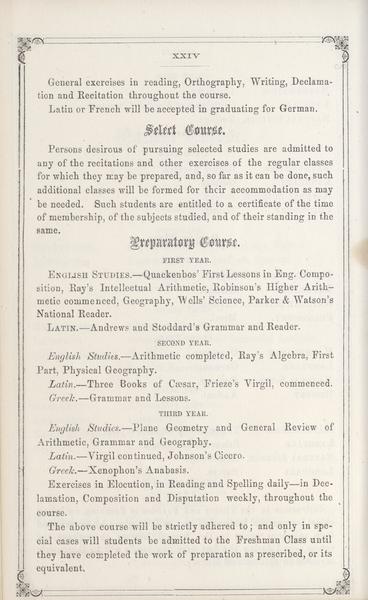 XXIV
General exercises in reading, Orthography, Writing, Declama-
tion and Recitation throughout the course.
Latin or French will be accepted in graduating for German.
Select Course.
Persons desirous of pursuing selected studies are admitted to
any of the recitations and other exercises of the regular classes
for which they may be prepared, and, so far as it can be done, such
additional classes will be formed for their accommodation as may
be needed. Such students are entitled to a certificate of the time
of membership, of the subjects studied, and of their standing in the
same.
Preparatory Course.
FIRST YEAR.
ENGLISH STUDIES.—Quackenbos' First Lessons in Eng. Compo-
sition, Ray's Intellectual Arithmetic, Robinson's Higher Arith-
metic commenced, Geography, Wells' Science, Parker & Watson's
National Reader.
LATIN.—Andrews and Stoddard's Grammar and Reader.
SECOND YEAR.
English Studies.—Arithmetic completed, Ray's Algebra, First
Part, Physical Geography.
Latin.—Three Books of Cæsar, Frieze's Virgil, commenced.
Greek.—Grammar and Lessons.
THIRD YEAR.
English Studies.—Plane Geometry and General Review of
Arithmetic, Grammar and Geography.
Latin.—Virgil continued, Johnson's Cicero.
Greek.—Xenophon's Anabasis.
Exercises in Elocution, in Reading and Spelling daily—in Dec-
lamation, Composition and Disputation weekly, throughout the
course.
The above course will be strictly adhered to; and only in spe-
cial cases will students be admitted to the Freshman Class until
they have completed the work of preparation as prescribed, or its
equivalent.